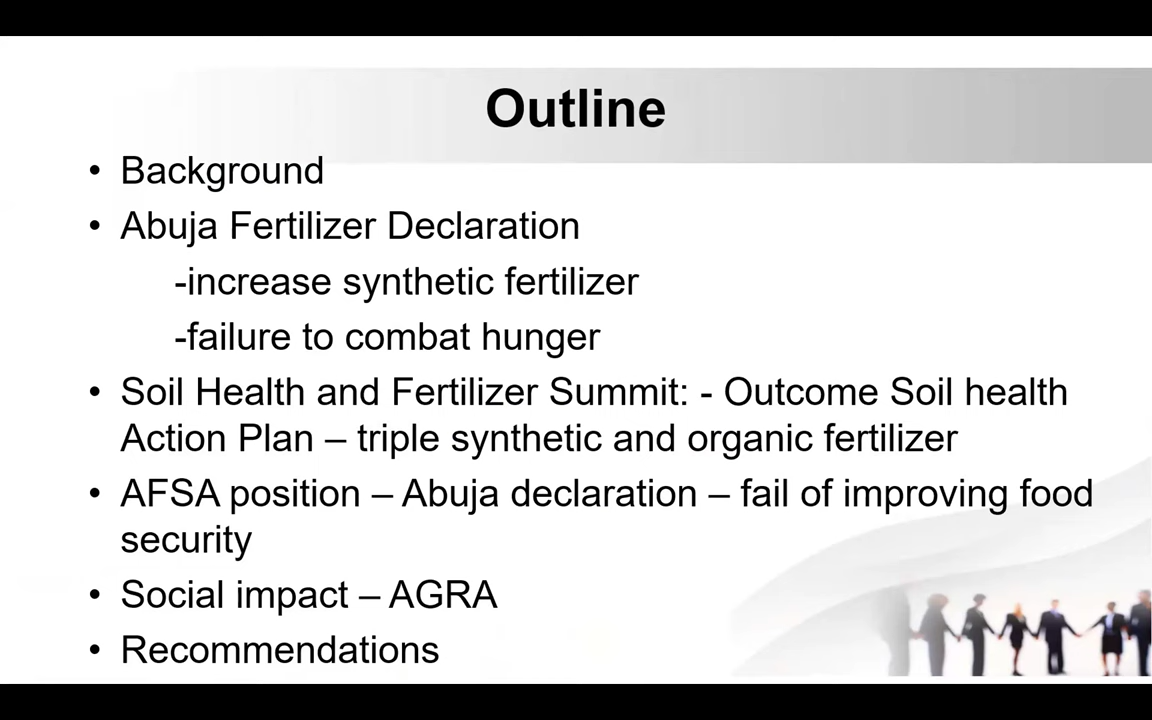 Outline
• Background
• Abuja Fertilizer Declaration
-increase synthetic fertilizer
-failure to combat hunger
• Soil Health and Fertilizer Summit: - Outcome Soil health
Action Plan – triple synthetic and organic fertilizer
• AFSA position – Abuja declaration – fail of improving food
security
• Social impact – AGRA
• Recommendations